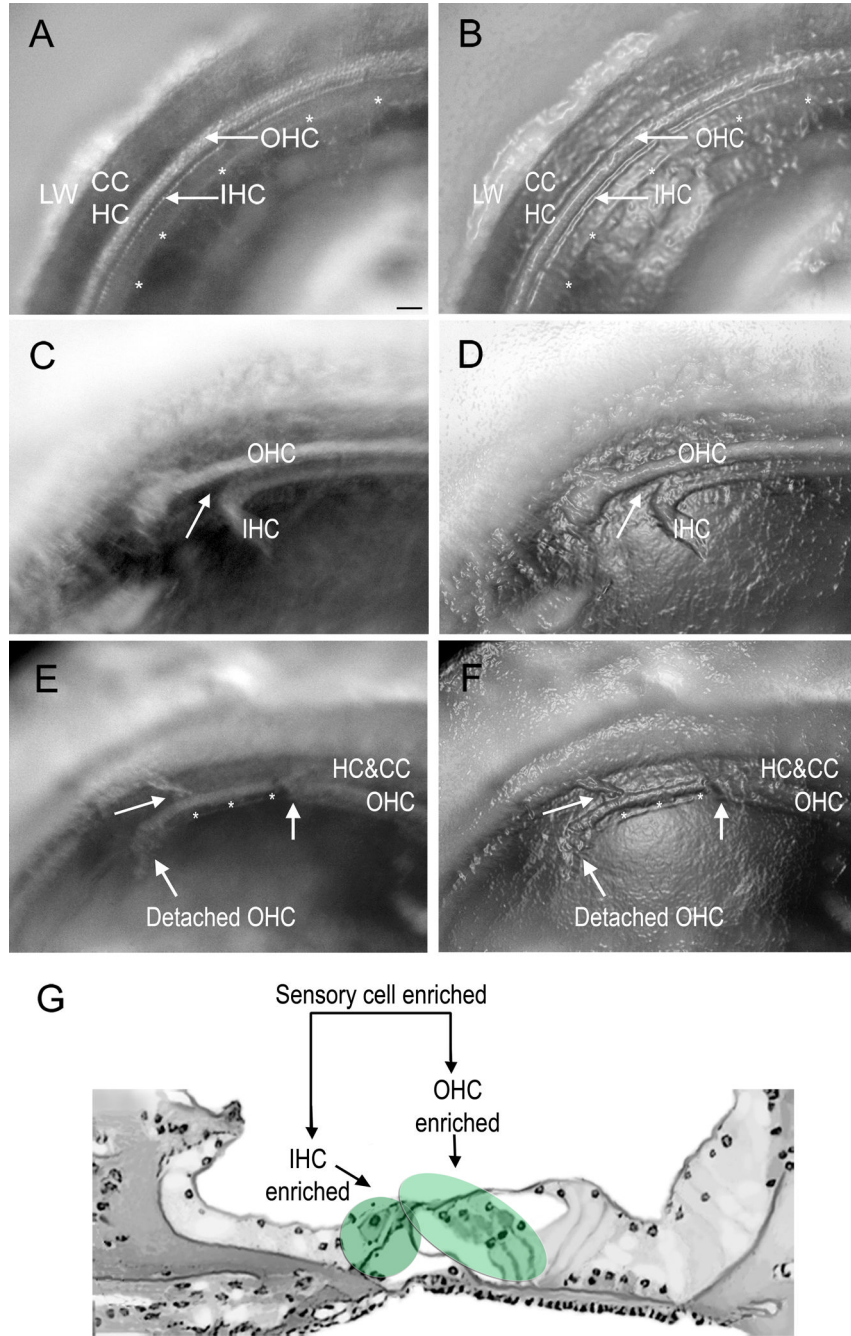 A
OHC
IHC
LW
CC
HC
*
*
*
*
*
B
OHC
IHC
LW
CC
HC
*
*
*
*
*
C
OHC
IHC
D
OHC
IHC
E
HC&CC
OHC
* * *
Detached OHC
F
HC&CC
OHC
* * *
Detached OHC
G
Sensory cell enriched
OHC
enriched
IHC
enriched